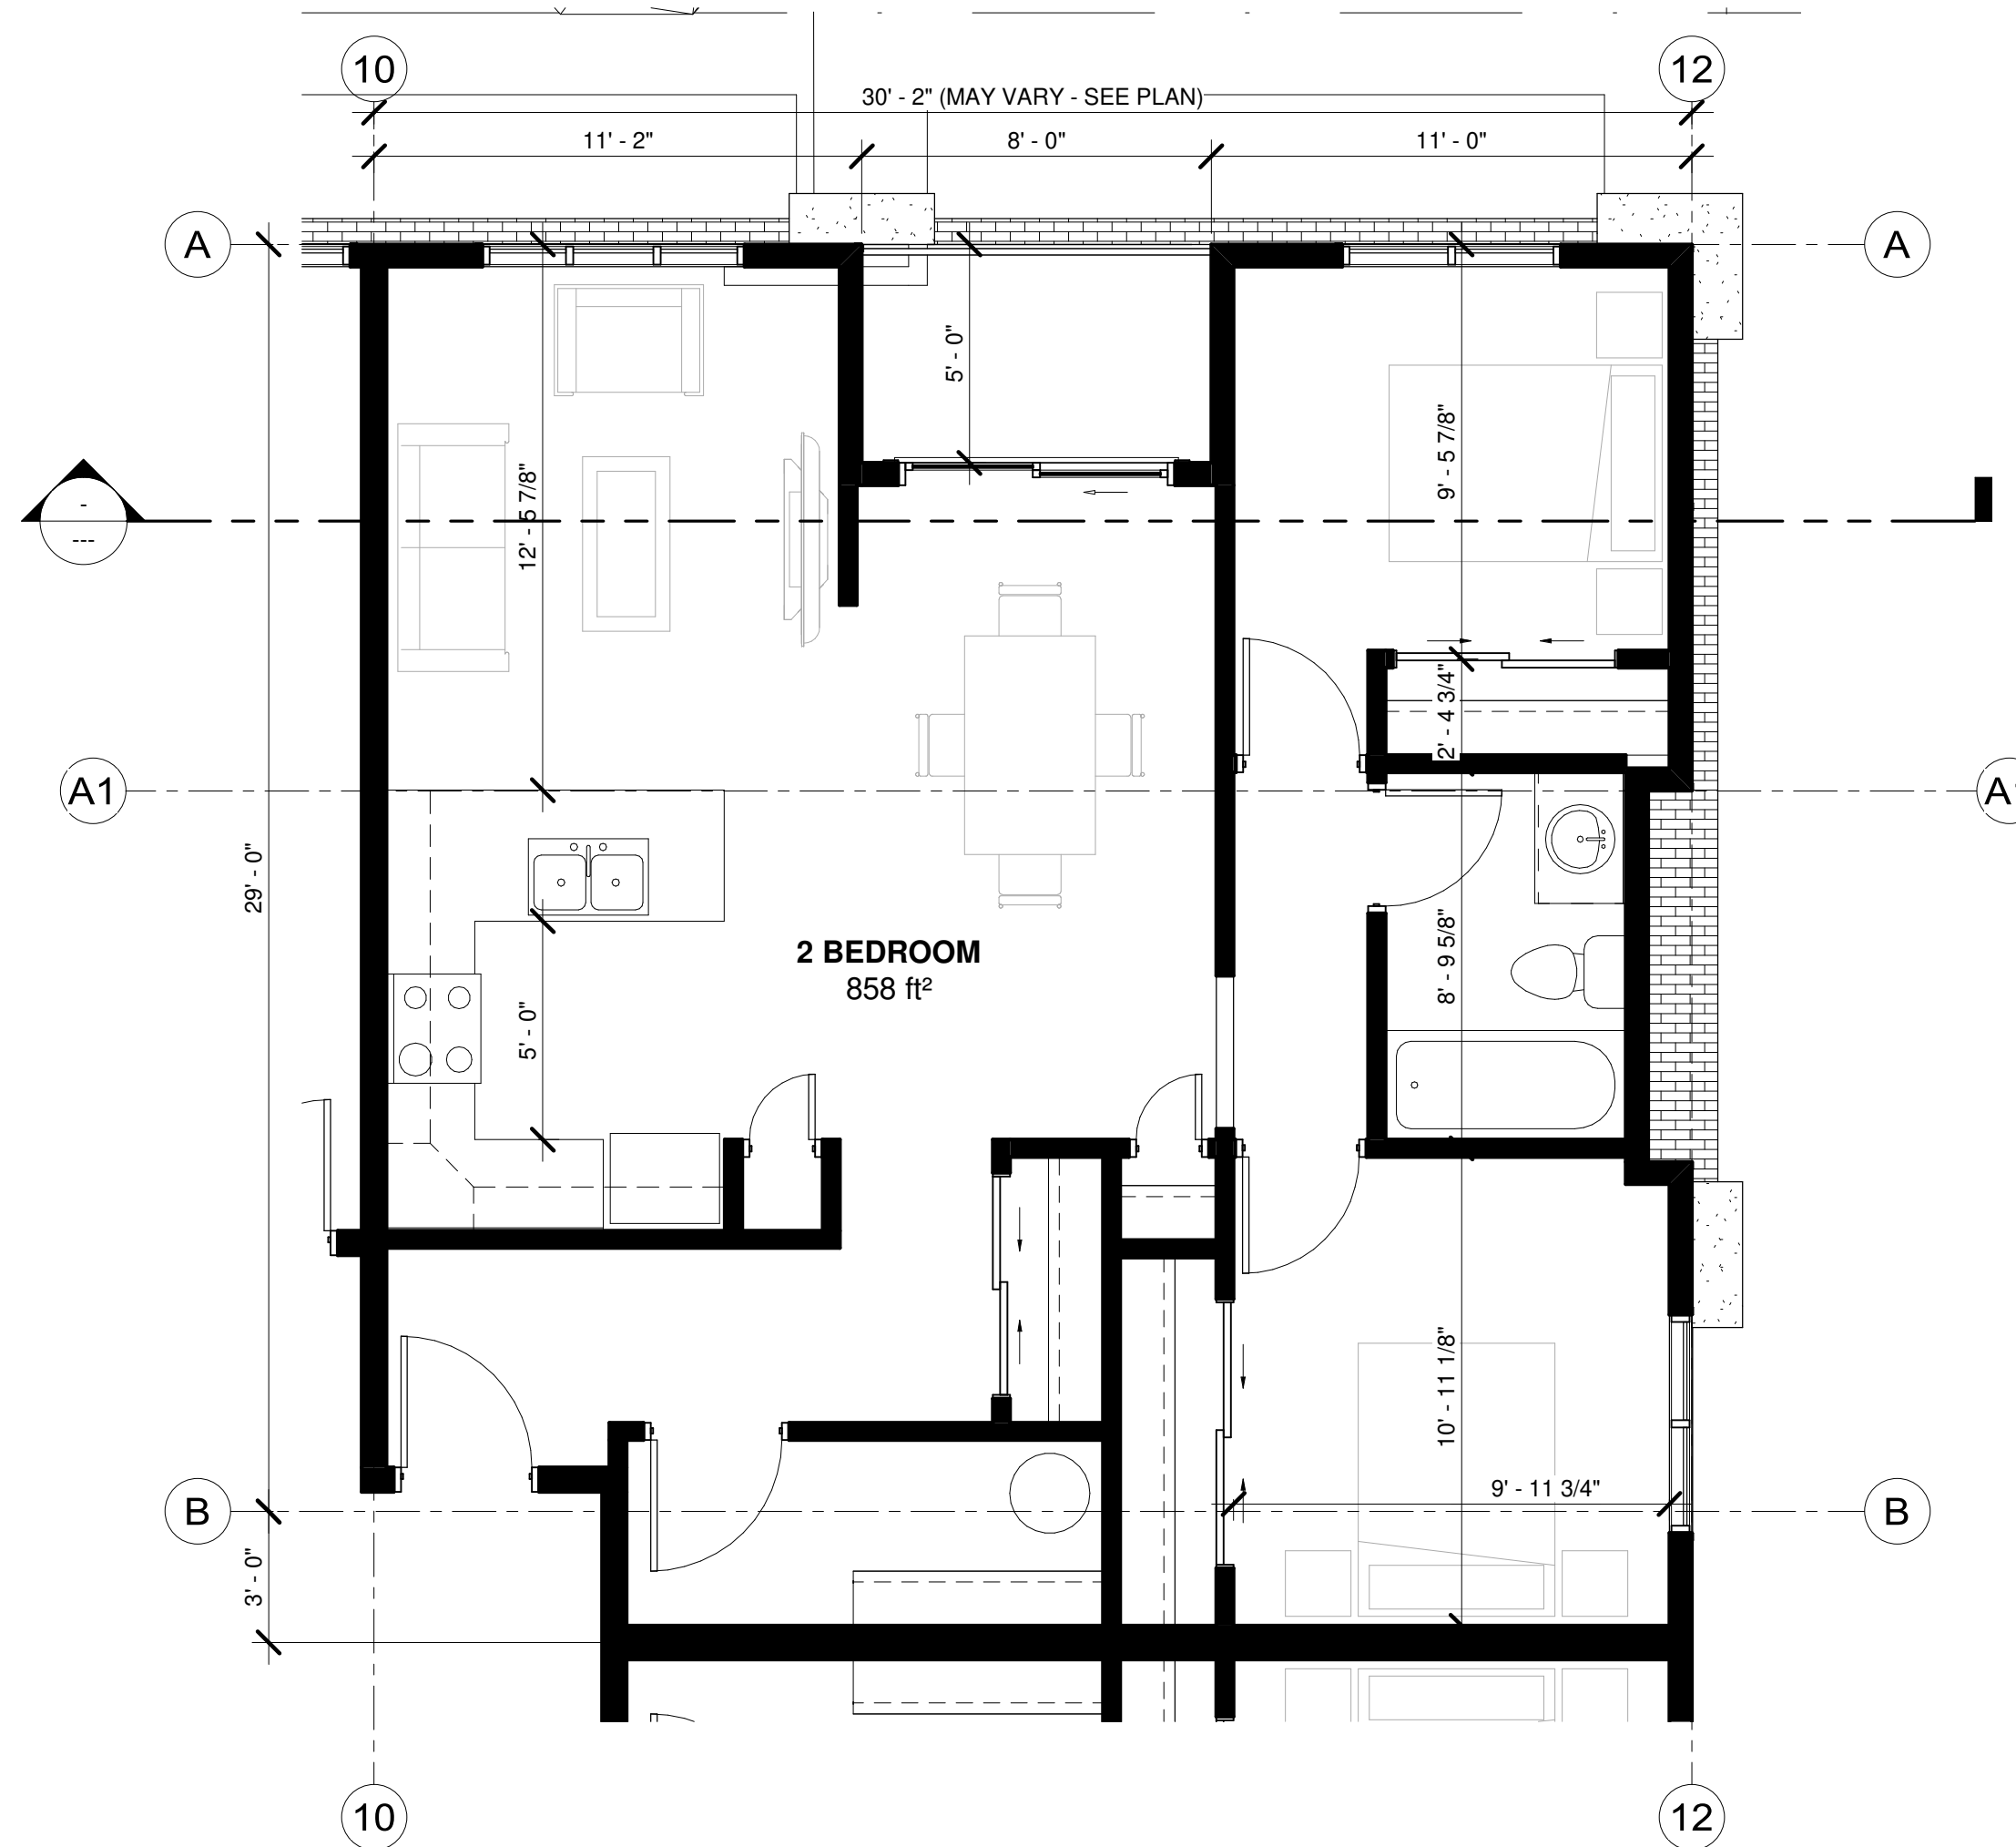 10
12
30' - 2" (MAY VARY - SEE PLAN)
11' - 2"
8' - 0"
11' - 0"
A
A
5' - 0"
9' - 5 7/8"
12' - 5 7/8"
-
---
2' - 4 3/4"
A1
A1
29' - 0"
2 BEDROOM
858 ft²
8' - 9 5/8"
5' - 0"
10' - 11 1/8"
9' - 11 3/4"
B
B
3' - 0"
10
12